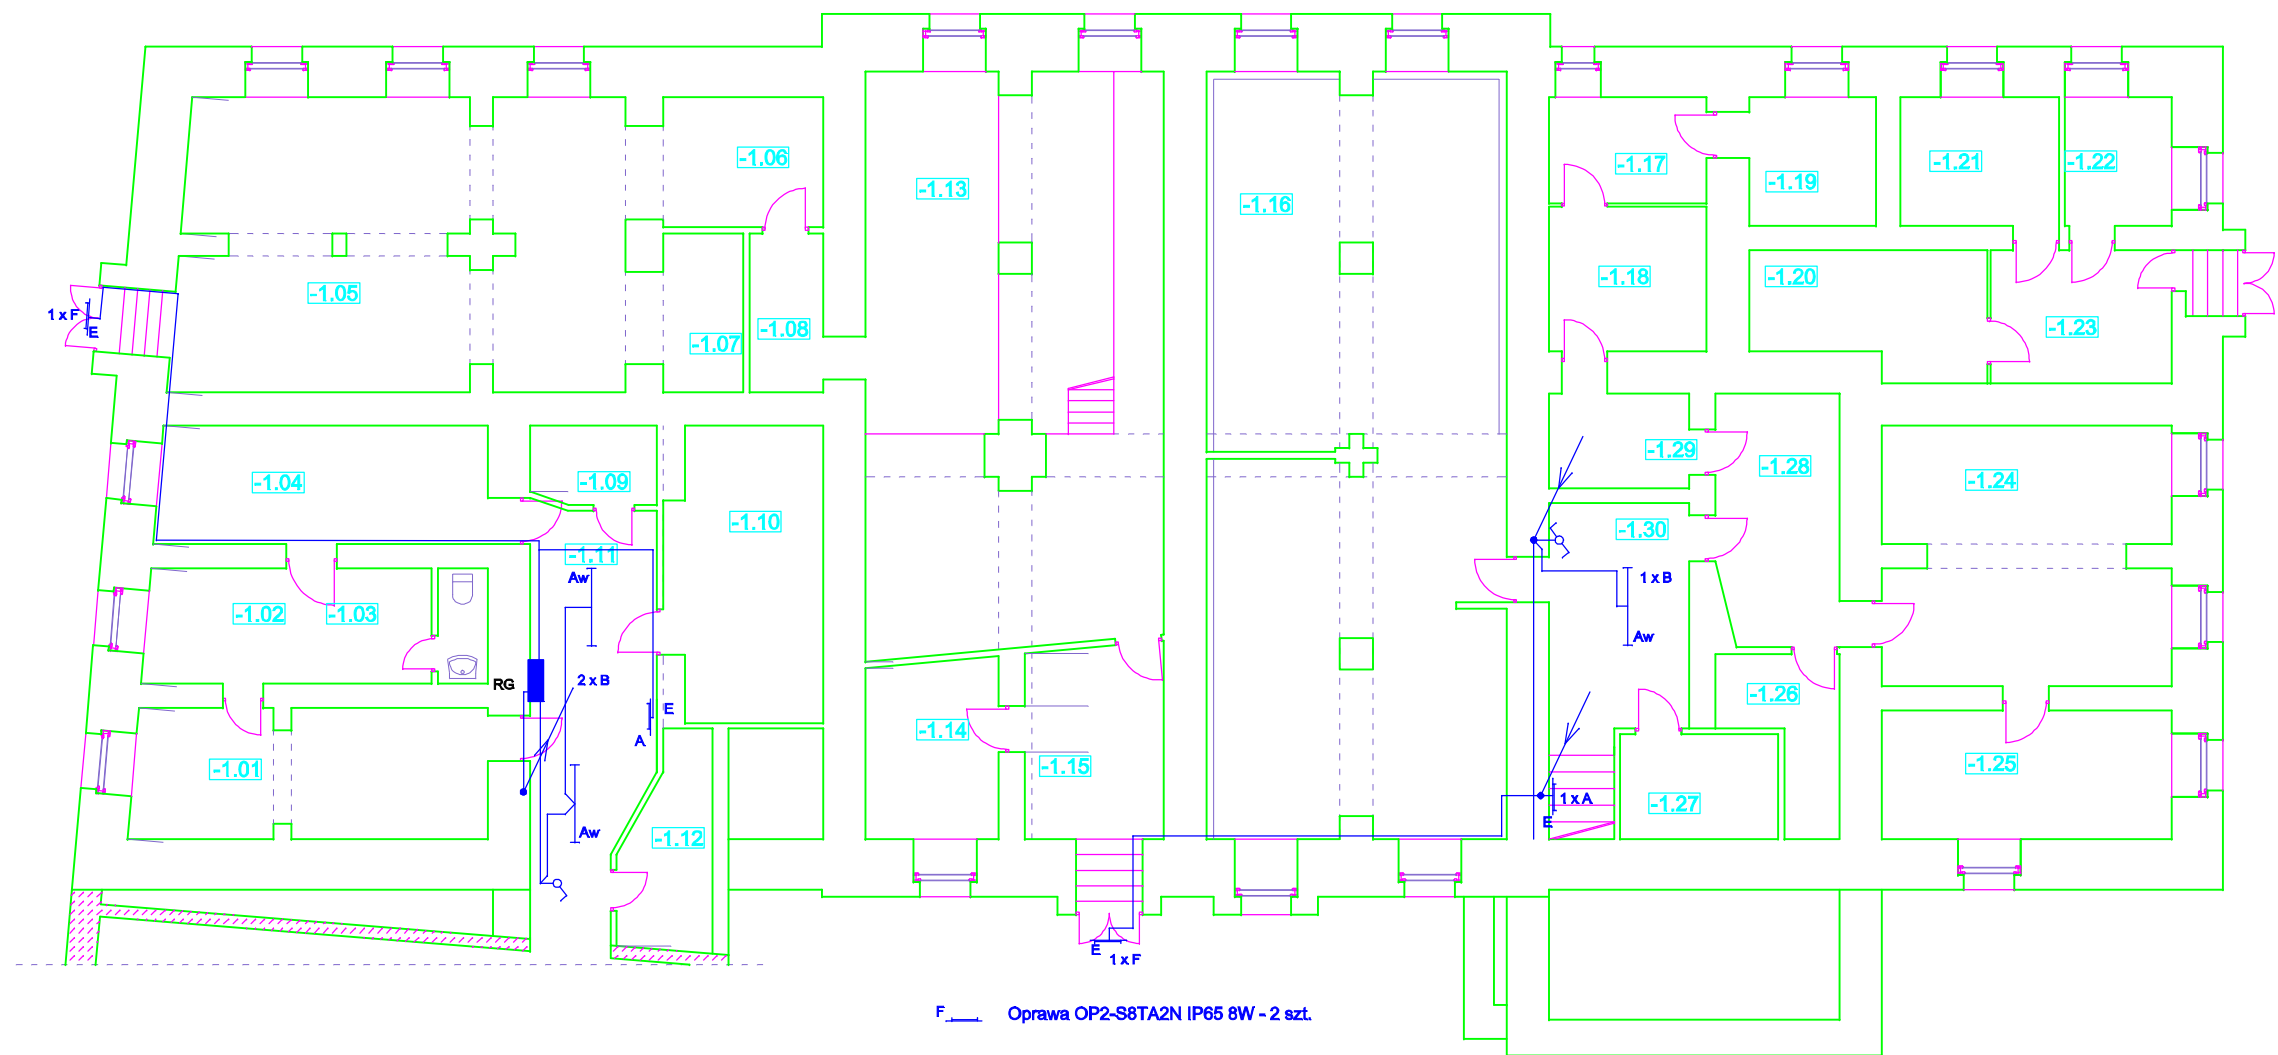 -1.06
-1.17
-1.21
-1.22
-1.13
-1.19
-1.16
-1.05
-1.18
-1.20
1 x F
E
-1.07
-1.08
-1.23
-1.04
-1.09
-1.29
-1.28
-1.24
-1.10
-1.30
-1.11
Aw
1 x B
-1.02
-1.03
Aw
RG
2 x B
-1.26
E
A
-1.14
-1.01
-1.15
-1.25
1 x A
-1.27
E
Aw
-1.12
E
1 x F
F
Oprawa OP2-S8TA2N IP65 8W - 2 szt.